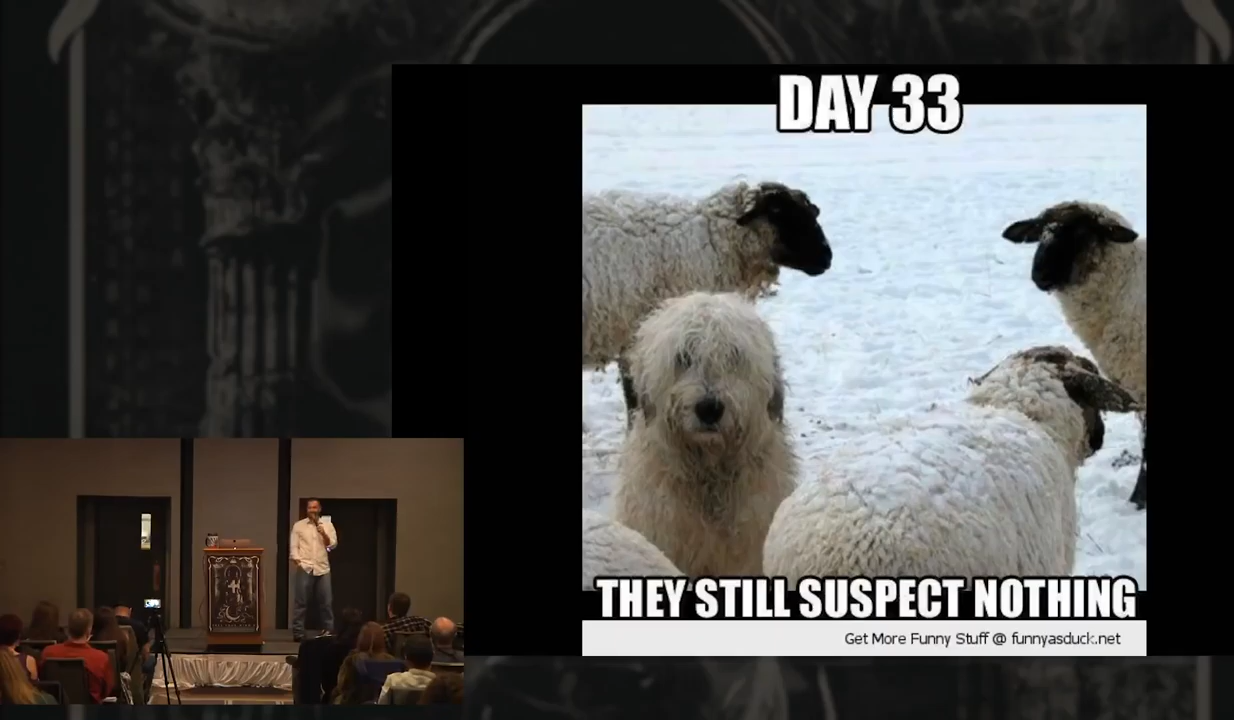 DAY 33
THEY STILL SUSPECT NOTHING
Get More Funny Stuff @ funnyasduck.net